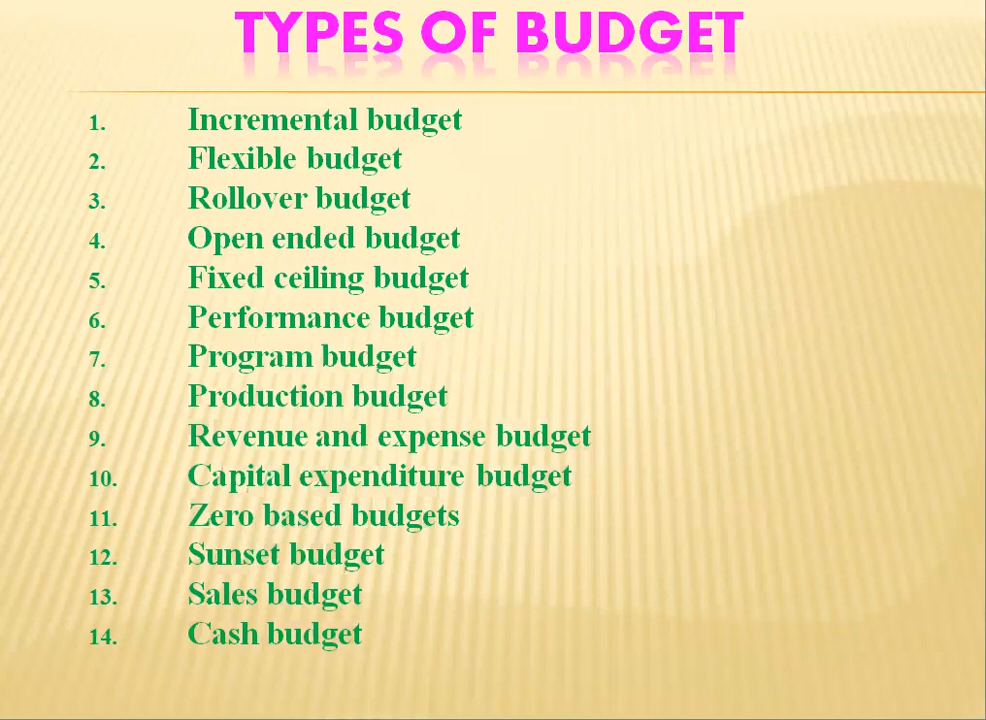 TYPES OF BUDGET
1. Incremental budget
2. Flexible budget
3. Rollover budget
4. Open ended budget
5. Fixed ceiling budget
6. Performance budget
7. Program budget
8. Production budget
9. Revenue and expense budget
10. Capital expenditure budget
11. Zero based budgets
12. Sunset budget
13. Sales budget
14. Cash budget